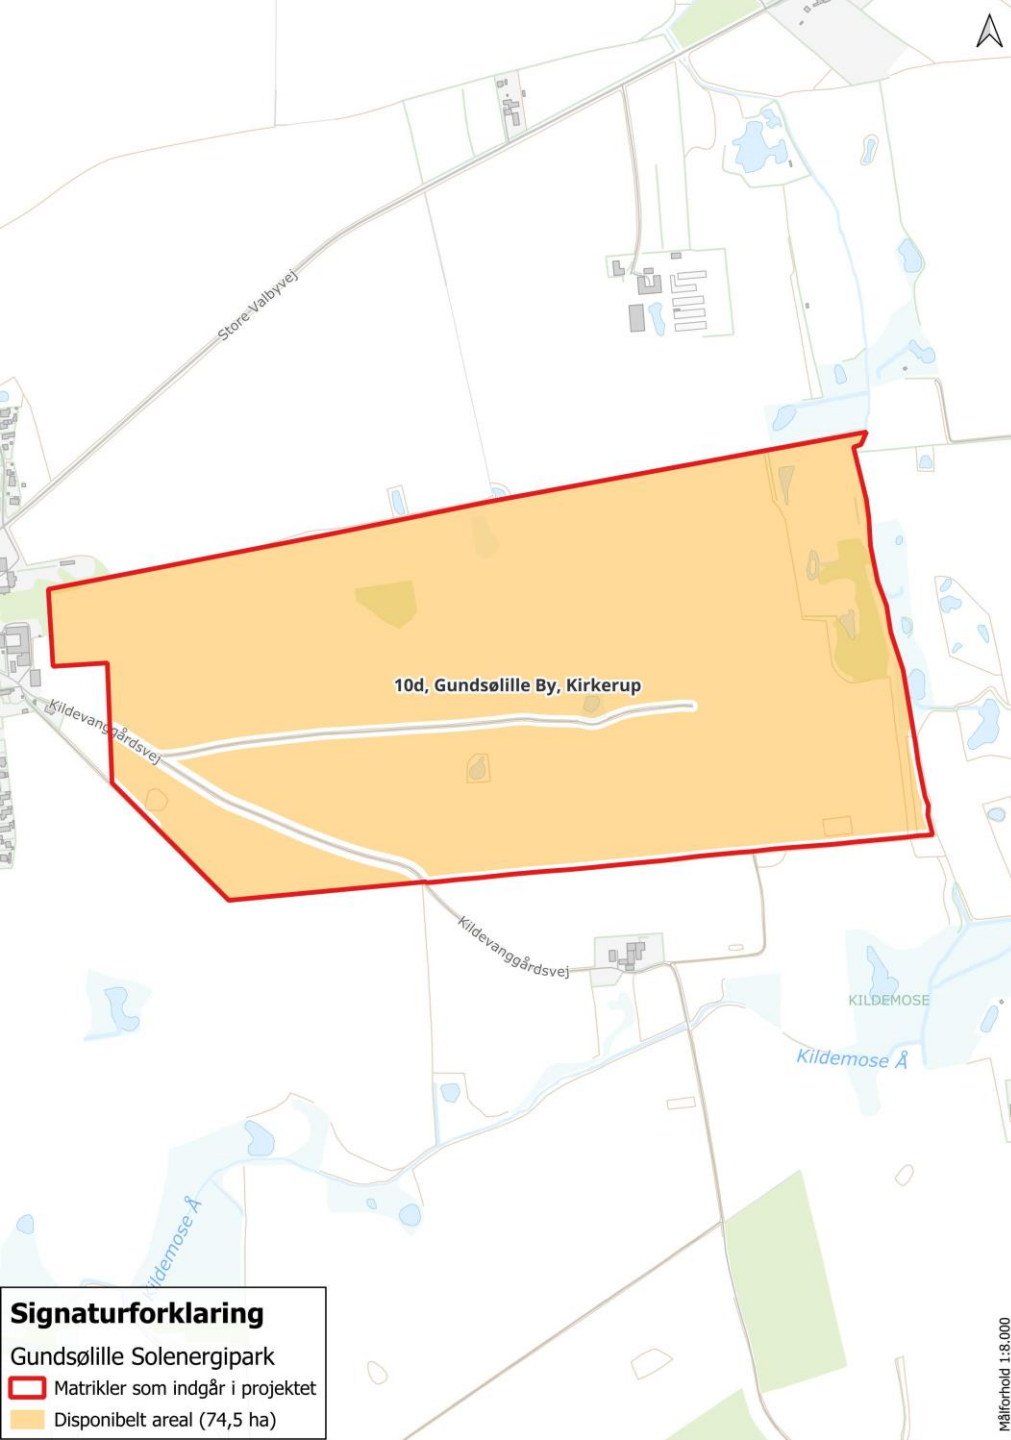 Store Valbyvej
10d, Gundsølille By, Kirkerup
Kildevanggårdsvej
Kildevanggårdsvej
KILDEMOSE
Kildemose Å
Kildemose Å
Signaturforklaring
Gundsølille Solenergipark
Matrikler som indgår i projektet
Disponibelt areal (74,5 ha)
Målforhold 1:8.000